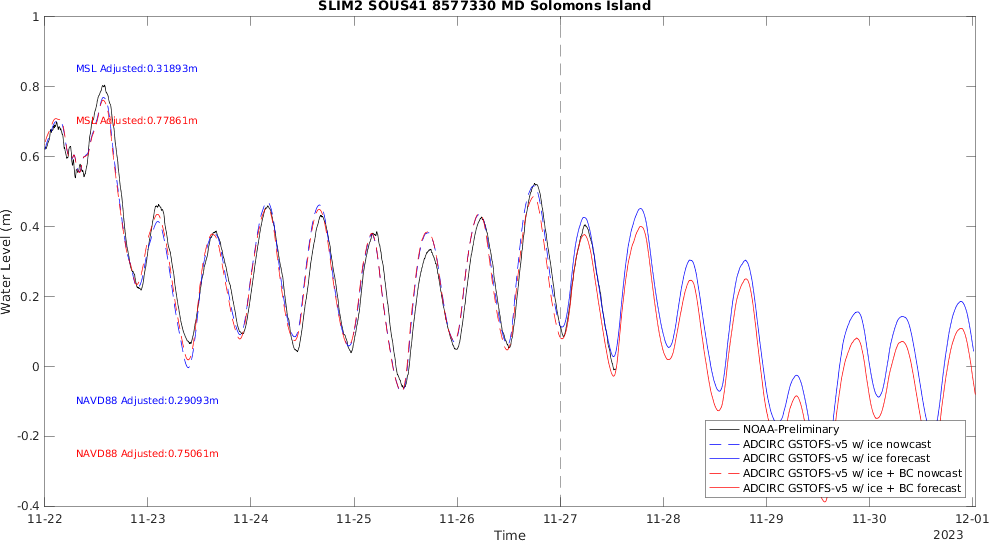 SLIM2 SOUS41 8577330 MD Solomons Island
1
0.8
0.6
0.4
0.2
0
-0.2
-0.4
Water Level (m)
MSL Adjusted:0.31893m
MSL Adjusted:0.77861m
NAVD88 Adjusted:0.29093m
NAVD88 Adjusted:0.75061m
NOAA-Preliminary
ADCIRC GSTOFS-v5 w/ ice nowcast
ADCIRC GSTOFS-v5 w/ ice forecast
ADCIRC GSTOFS-v5 w/ ice + BC nowcast
ADCIRC GSTOFS-v5 w/ ice + BC forecast
11-22 11-23 11-24 11-25 11-26 11-27 11-28 11-29 11-30 12-01
Time
2023